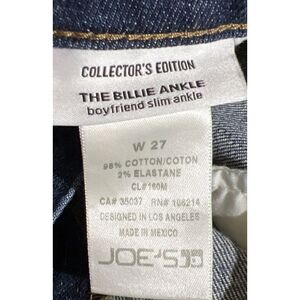 COLLECTOR'S EDITION
THE BILLIE ANKLE
boyfriend slim ankle
W 27
98% COTTON/COTON
2% ELASTANE
CL#160M
CA# 35037 RN# 106214
DESIGNED IN LOS ANGELES
MADE IN MEXICO
JOE'S